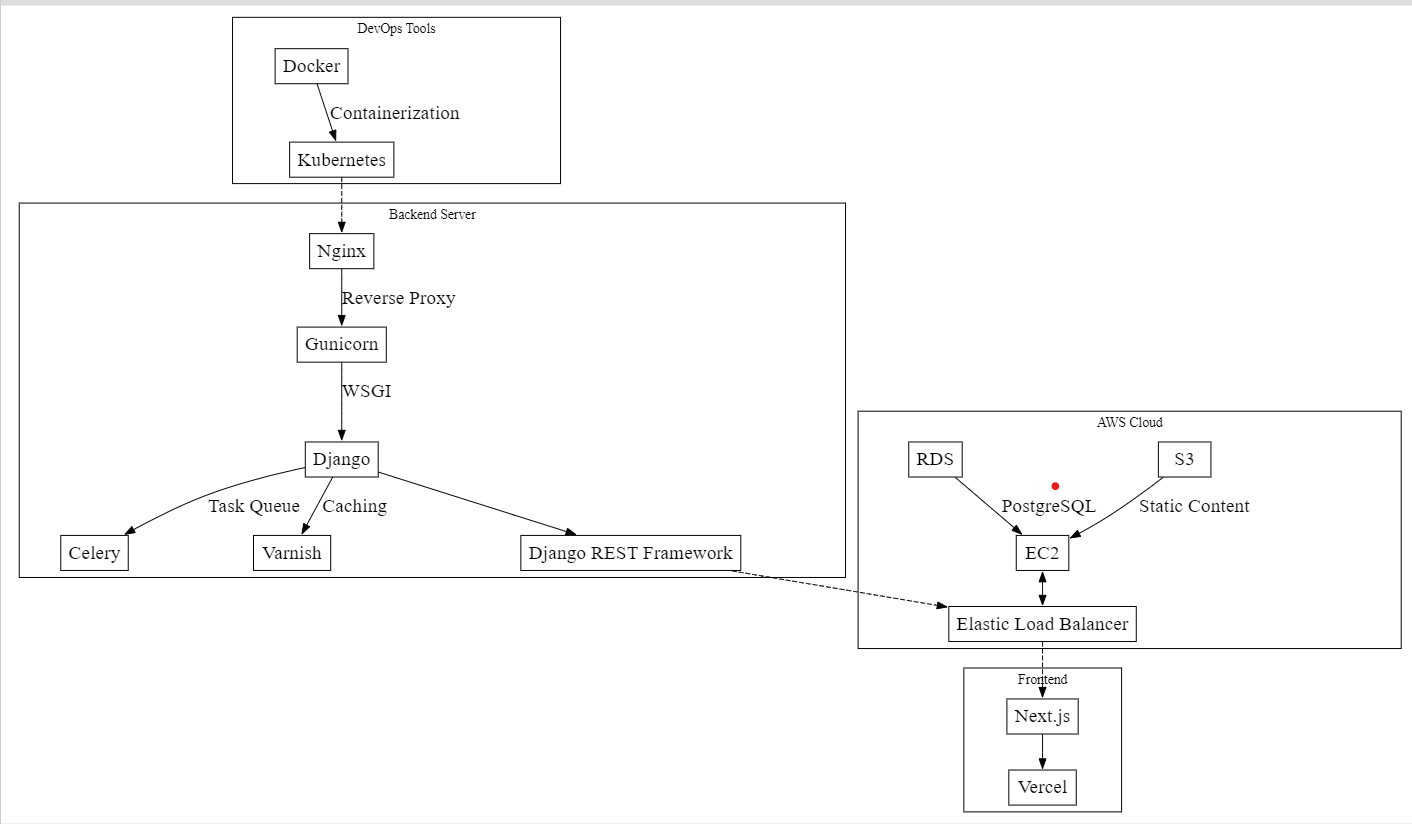 DevOps Tools
Docker
Containerization
Kubernetes
Backend Server
Nginx
Reverse Proxy
Gunicorn
WSGI
Django
Task Queue
Caching
Celery
Varnish
Django REST Framework
AWS Cloud
RDS
S3
PostgreSQL
Static Content
EC2
Elastic Load Balancer
Frontend
Next.js
Vercel